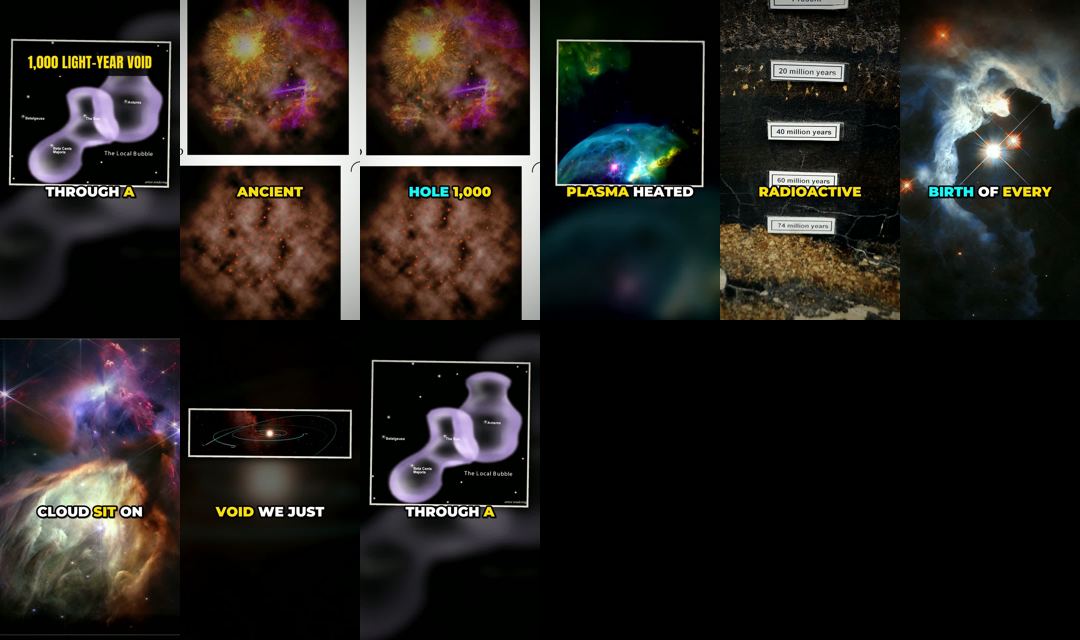 1,000 LIGHT-YEAR VOID
Antares
Betelgeuse
The Sun
Beta Canis
Majoris
The Local Bubble
THROUGH A
ANCIENT
HOLE 1,000
PLASMA HEATED
20 million years
40 million years
60 million years
74 million years
RADIOACTIVE
BIRTH OF EVERY
CLOUD SIT ON
VOID WE JUST
Antares
Betelgeuse
The Sun
Beta Canis
Majoris
The Local Bubble
THROUGH A